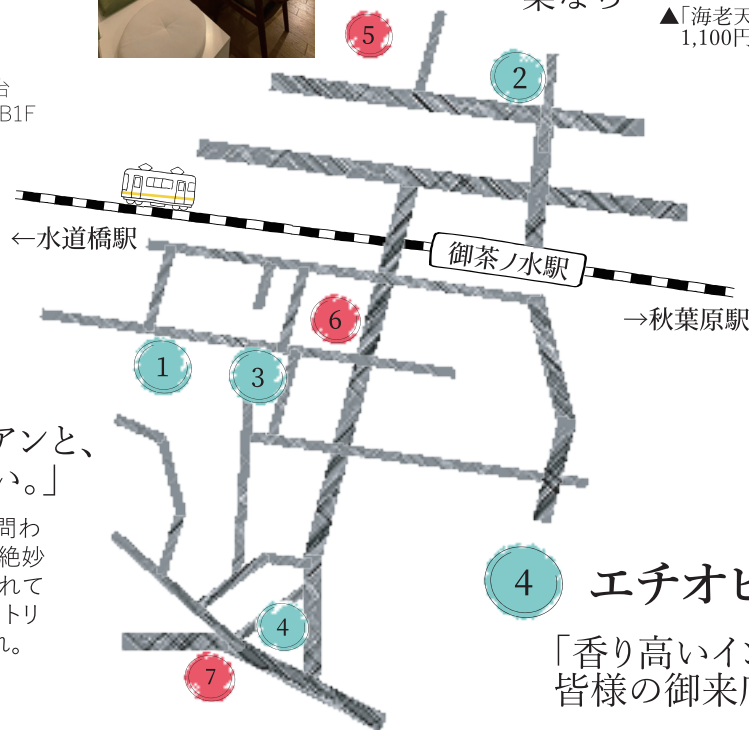 ▲「海老天
1,100円
5
2
台
B1F
←水道橋駅
御茶ノ水駅
→秋葉原駅
6
1
3
アンと、
い。」
問わ
絶妙
れて
トリ
れ。
4
エチオピ
「香り高いイン
皆様の御来店
4
7